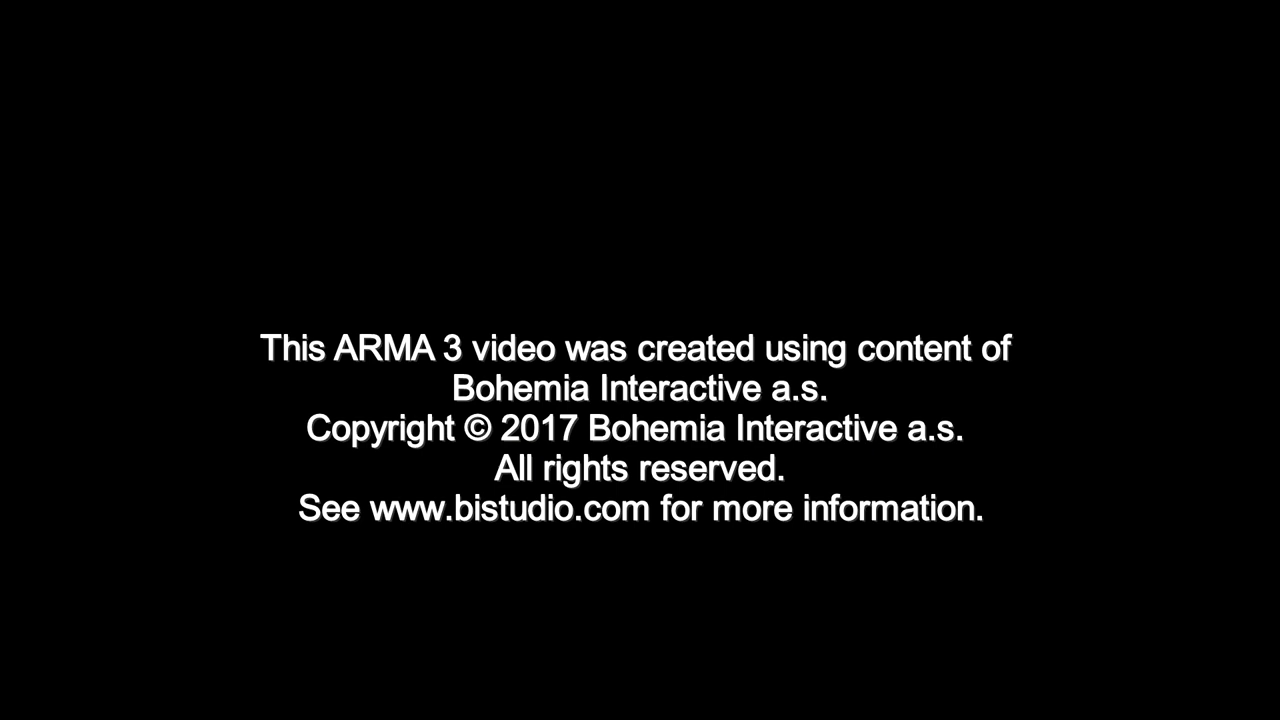 This ARMA 3 video was created using content of
Bohemia Interactive a.s.
Copyright © 2017 Bohemia Interactive a.s.
All rights reserved.
See www.bistudio.com for more information.